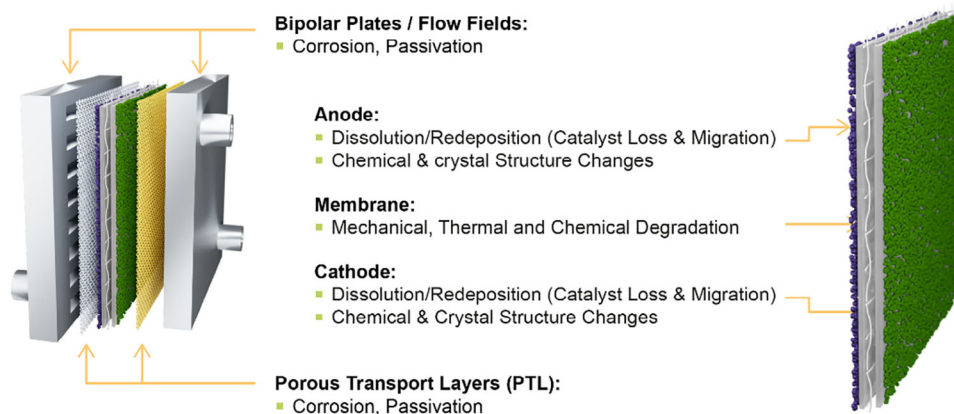 Bipolar Plates / Flow Fields:
Corrosion, Passivation
Anode:
Dissolution/Redeposition (Catalyst Loss & Migration)
Chemical & crystal Structure Changes
Membrane:
Mechanical, Thermal and Chemical Degradation
Cathode:
Dissolution/Redeposition (Catalyst Loss & Migration)
Chemical & Crystal Structure Changes
Porous Transport Layers (PTL):
Corrosion, Passivation